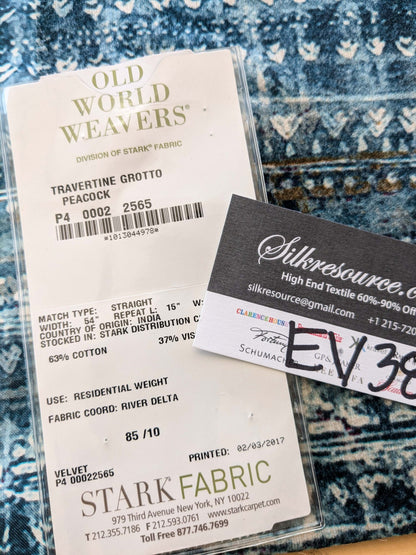 OLD
WORLD
WEAVERS®
DIVISION OF STARK® FABRIC
TRAVERTINE GROTTO
PEACOCK
P4 0002 2565
*1013044978*
MATCH TYPE: STRAIGHT
WIDTH: 54" REPEAT L: 15" W:
COUNTRY OF ORIGIN: INDIA
STOCKED IN: STARK DISTRIBUTION
63% COTTON 37% VIS
USE: RESIDENTIAL WEIGHT
FABRIC COORD: RIVER DELTA
85 /10
PRINTED: 02/03/2017
VELVET
P4 00022565
STARK FABRIC
979 Third Avenue New York, NY 10022
www.starkcarpet.com
T 212.355.7186 F 212.593.0761
Toll Free 877.746.7699
Silkresource.c
High End Textile 60%-90% Off
silkresource@gmail.com
+1 215-720
CLARENCE HOUSE
SCHUMAC
EV38